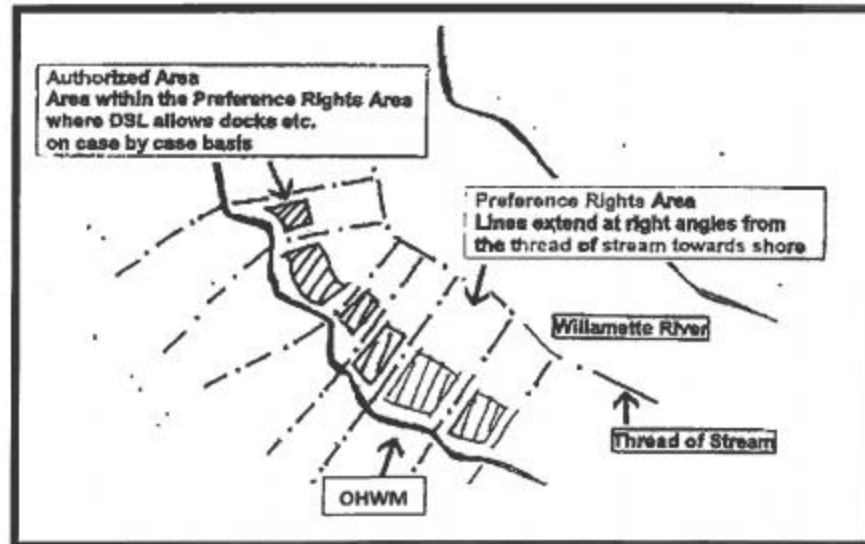 Authorized Area
Area within the Preference Rights Area
where DSL allows docks etc.
on case by case basis
Preference Rights Area
Lines extend at right angles from
the thread of stream towards shore
Willamette River
Thread of Stream
OHWM